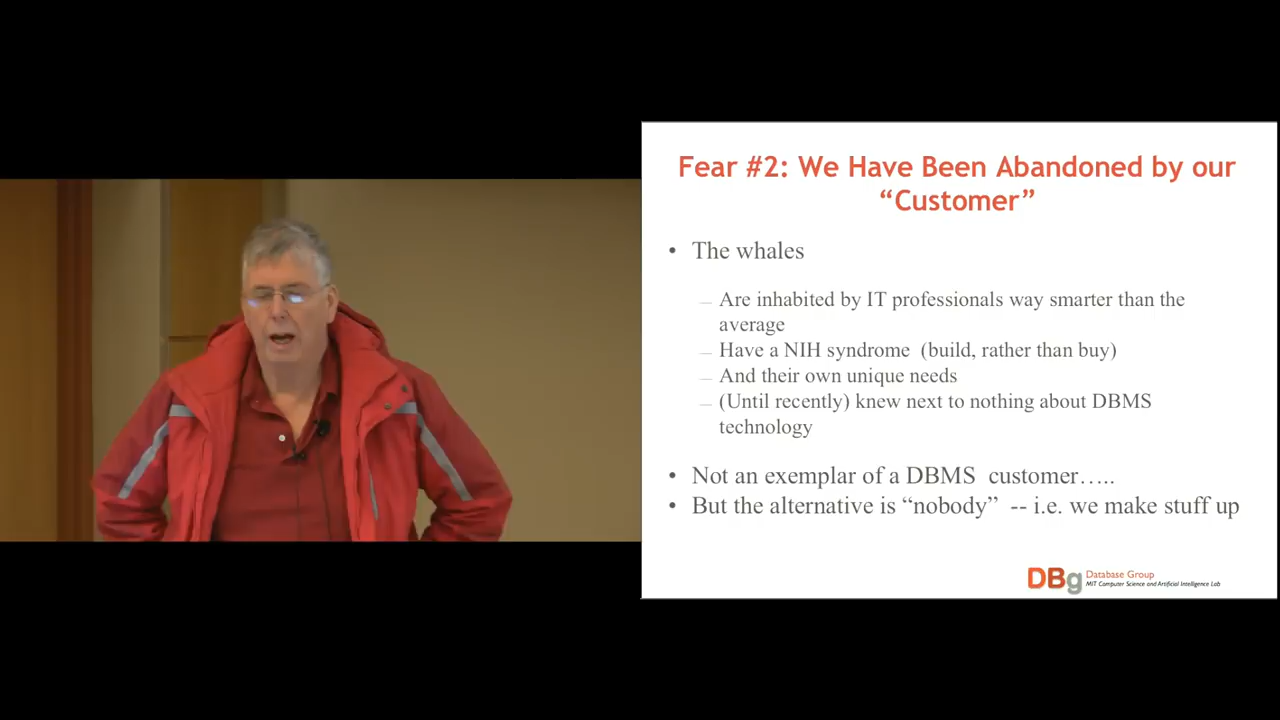 Fear #2: We Have Been Abandoned by our
“Customer”
• The whales
— Are inhabited by IT professionals way smarter than the
average
— Have a NIH syndrome (build, rather than buy)
— And their own unique needs
— (Until recently) knew next to nothing about DBMS
technology
• Not an exemplar of a DBMS customer…..
• But the alternative is “nobody” -- i.e. we make stuff up
DBg Database Group
MIT Computer Science and Artificial Intelligence Lab